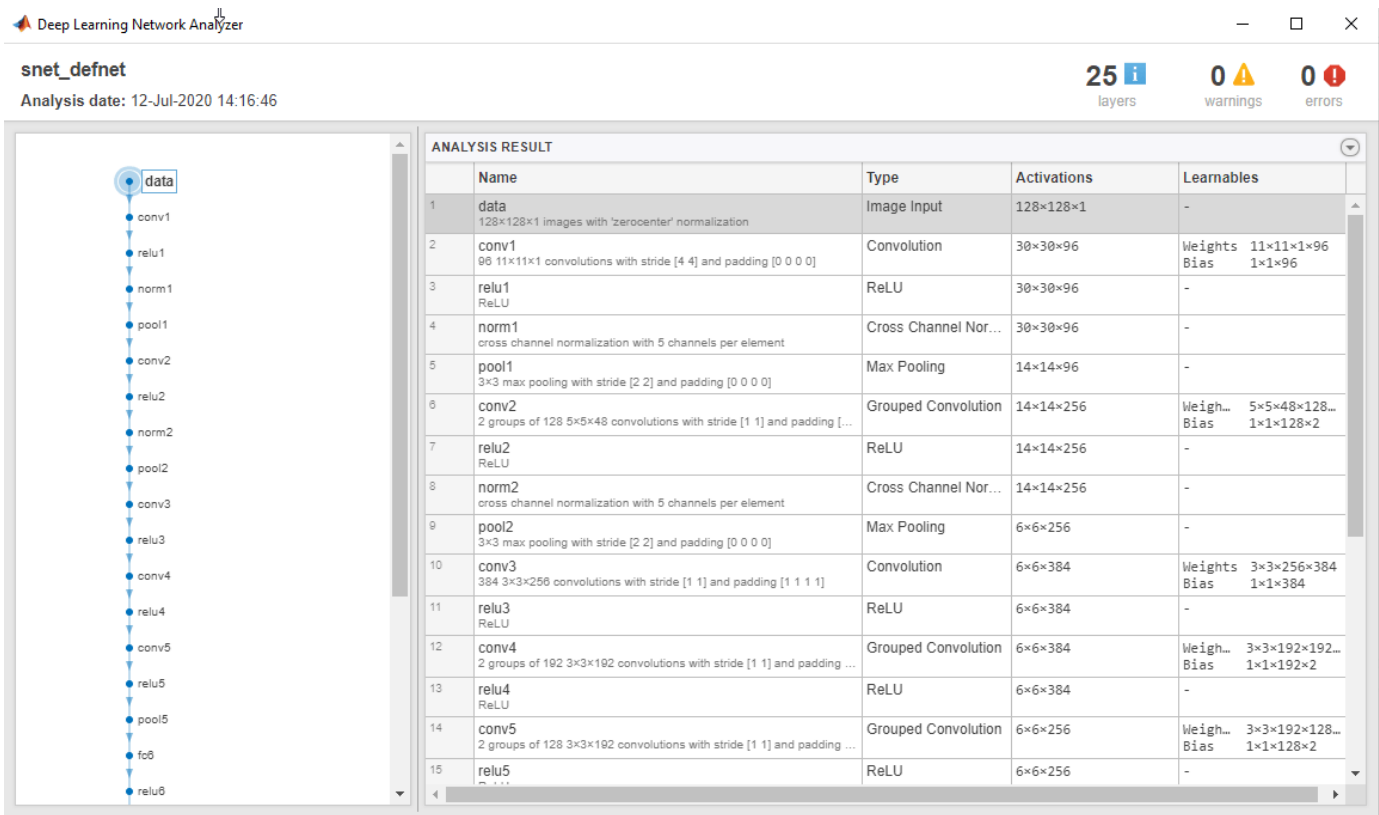 Deep Learning Network Analyzer
snet_defnet
Analysis date: 12-Jul-2020 14:16:46
25 i
layers
0
warnings
0
errors
data
conv1
relu1
norm1
pool1
conv2
relu2
norm2
pool2
conv3
relu3
conv4
relu4
conv5
relu5
pool5
fc6
relu6
ANALYSIS RESULT
Name Type Activations Learnables
1 data Image Input 128×128×1 -
128×128×1 images with 'zerocenter' normalization
2 conv1 Convolution 30×30×96 Weights 11×11×1×96
96 11×11×1 convolutions with stride [4 4] and padding [0 0 0 0] Bias 1×1×96
3 relu1 ReLU 30×30×96 -
ReLU
4 norm1 Cross Channel Nor... 30×30×96 -
cross channel normalization with 5 channels per element
5 pool1 Max Pooling 14×14×96 -
3×3 max pooling with stride [2 2] and padding [0 0 0 0]
6 conv2 Grouped Convolution 14×14×256 Weigh… 5×5×48×128…
2 groups of 128 5×5×48 convolutions with stride [1 1] and padding [... Bias 1×1×128×2
7 relu2 ReLU 14×14×256 -
ReLU
8 norm2 Cross Channel Nor... 14×14×256 -
cross channel normalization with 5 channels per element
9 pool2 Max Pooling 6×6×256 -
3×3 max pooling with stride [2 2] and padding [0 0 0 0]
10 conv3 Convolution 6×6×384 Weights 3×3×256×384
384 3×3×256 convolutions with stride [1 1] and padding [1 1 1 1] Bias 1×1×384
11 relu3 ReLU 6×6×384 -
ReLU
12 conv4 Grouped Convolution 6×6×384 Weigh… 3×3×192×192…
2 groups of 192 3×3×192 convolutions with stride [1 1] and padding ... Bias 1×1×192×2
13 relu4 ReLU 6×6×384 -
ReLU
14 conv5 Grouped Convolution 6×6×256 Weigh… 3×3×192×128…
2 groups of 128 3×3×192 convolutions with stride [1 1] and padding ... Bias 1×1×128×2
15 relu5 ReLU 6×6×256 -